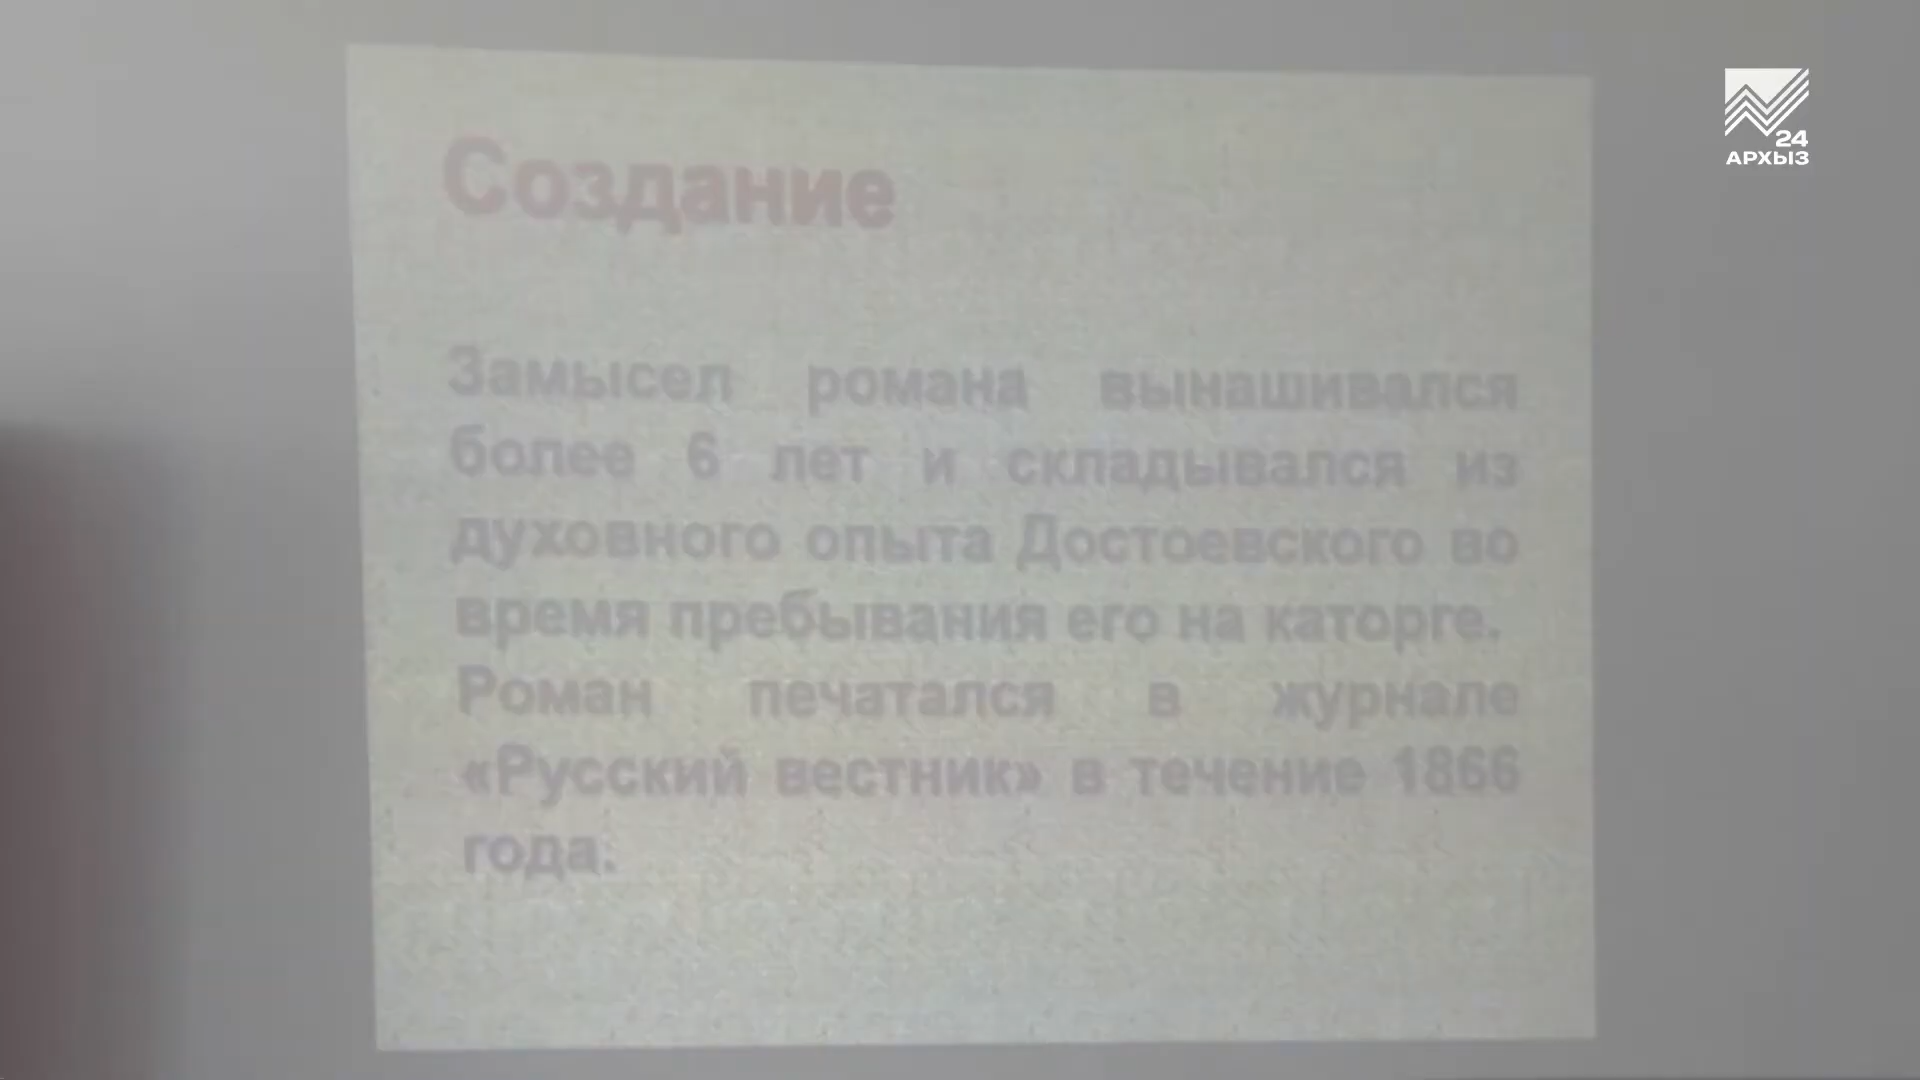 24
АРХЫЗ
Создание
Замысел романа вынашивался
более 6 лет и складывался из
духовного опыта Достоевского во
время пребывания его на каторге.
Роман печатался в журнале
«Русский вестник» в течение 1866
года.